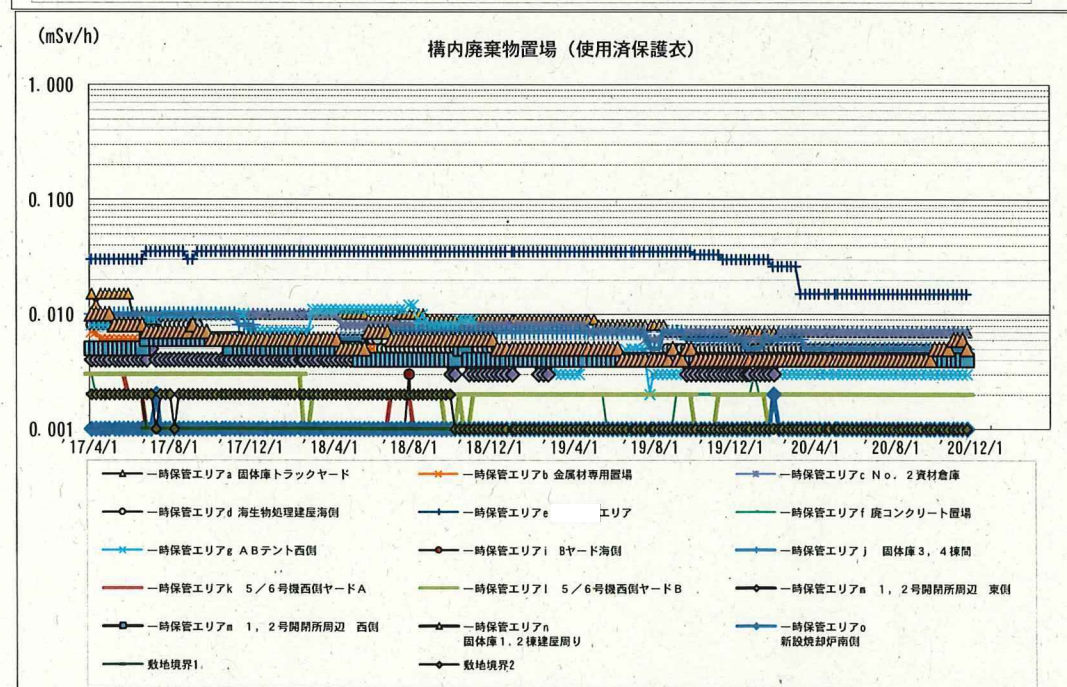 (mSv/h)
構内廃棄物置場（使用済保護衣）
1.000
0.100
0.010
0.001
'17/4/1 '17/8/1 '17/12/1 '18/4/1 '18/8/1 '18/12/1 '19/4/1 '19/8/1 '19/12/1 '20/4/1 '20/8/1 '20/12/1
一時保管エリアa 固体庫トラックヤード 一時保管エリアb 金属材専用置場 一時保管エリアc No．2資材倉庫
一時保管エリアd 海生物処理建屋海側 一時保管エリアe エリア 一時保管エリアf 廃コンクリート置場
一時保管エリアg ABテント西側 一時保管エリアi Bヤード海側 一時保管エリアj 固体庫3，4棟間
一時保管エリアk 5／6号機西側ヤードA 一時保管エリアl 5／6号機西側ヤードB 一時保管エリアm 1，2号開閉所周辺 東側
一時保管エリアm 1，2号開閉所周辺 西側 一時保管エリアn 一時保管エリアo
固体庫1，2棟建屋周り 新設焼却炉南側
敷地境界1 敷地境界2